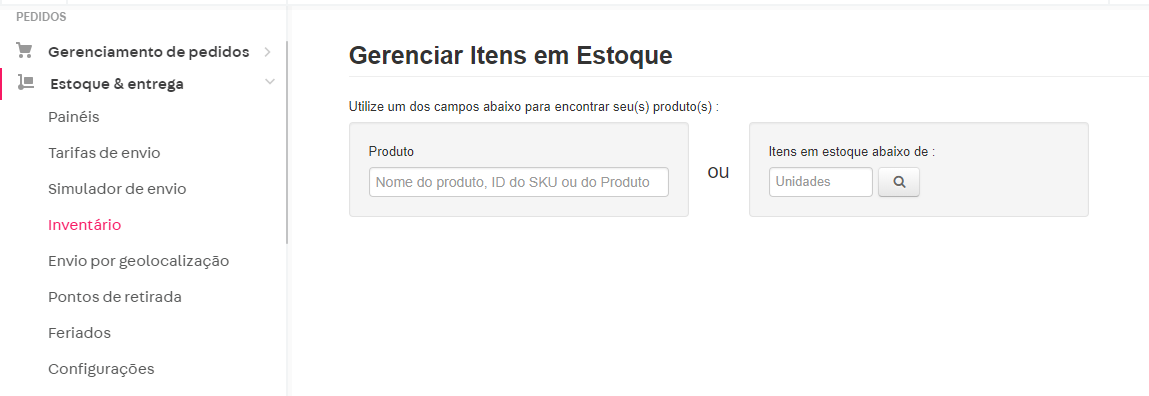 PEDIDOS
Gerenciamento de pedidos
Estoque & entrega
Painéis
Tarifas de envio
Simulador de envio
Inventário
Envio por geolocalização
Pontos de retirada
Feriados
Configurações
Gerenciar Itens em Estoque
Utilize um dos campos abaixo para encontrar seu(s) produto(s) :
Produto
Nome do produto, ID do SKU ou do Produto
ou
Itens em estoque abaixo de :
Unidades